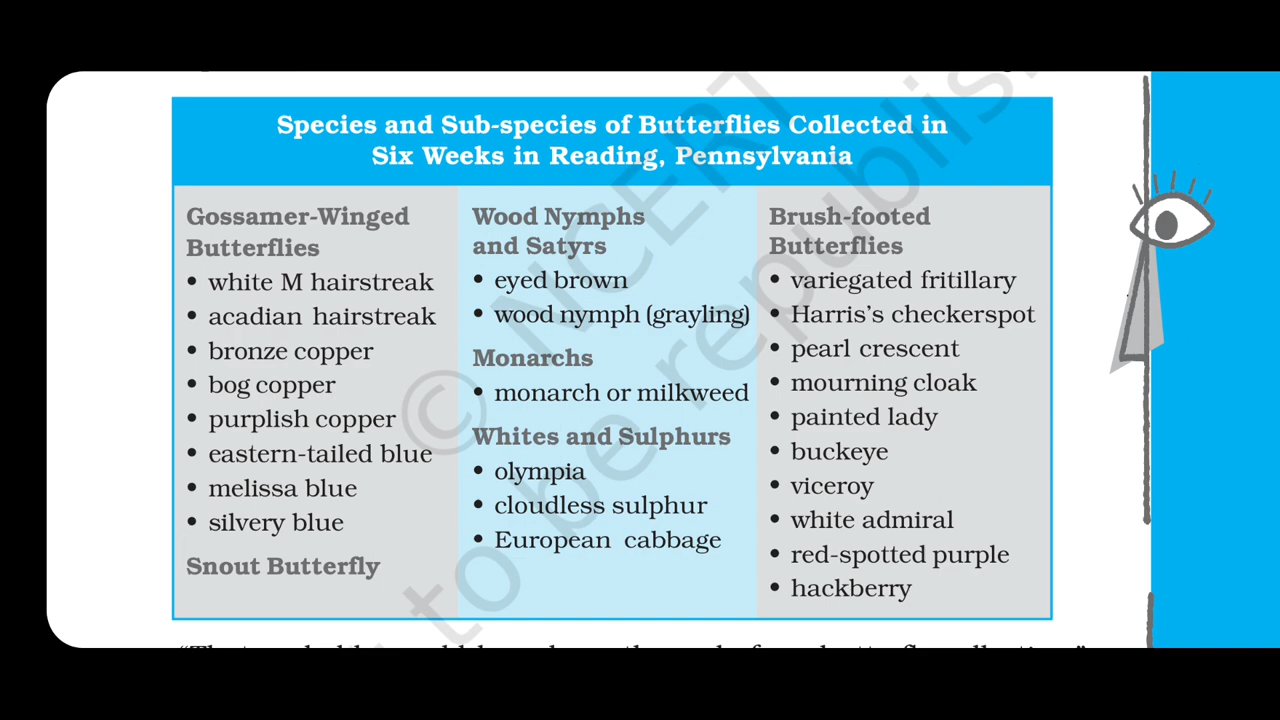 Species and Sub-species of Butterflies Collected in
Six Weeks in Reading, Pennsylvania
Gossamer-Winged
Butterflies
• white M hairstreak
• acadian hairstreak
• bronze copper
• bog copper
• purplish copper
• eastern-tailed blue
• melissa blue
• silvery blue
Snout Butterfly
Wood Nymphs
and Satyrs
• eyed brown
• wood nymph (grayling)
Monarchs
• monarch or milkweed
Whites and Sulphurs
• olympia
• cloudless sulphur
• European cabbage
Brush-footed
Butterflies
• variegated fritillary
• Harris's checkerspot
• pearl crescent
• mourning cloak
• painted lady
• buckeye
• viceroy
• white admiral
• red-spotted purple
• hackberry
© NCERT
to be republis